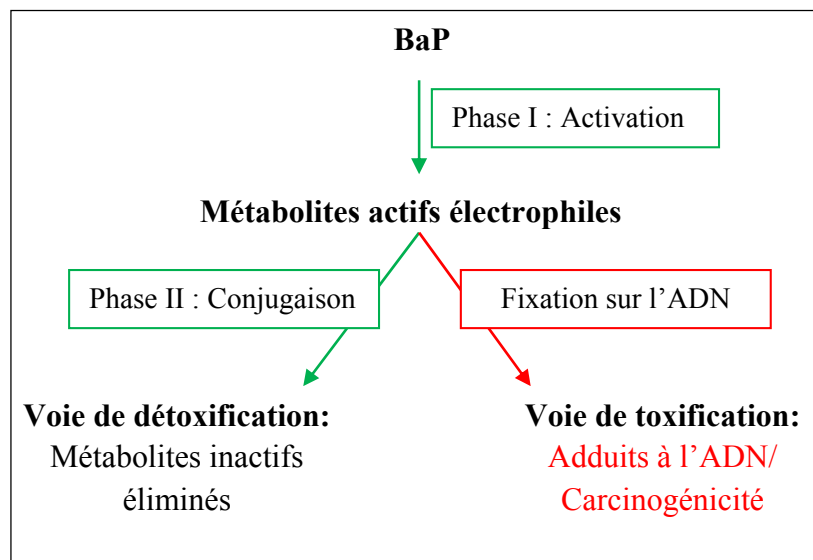 BaP
Phase I : Activation
Métabolites actifs électrophiles
Phase II : Conjugaison
Fixation sur l’ADN
Voie de détoxification:
Métabolites inactifs
éliminés
Voie de toxification:
Adduits à l’ADN/
Carcinogénicité